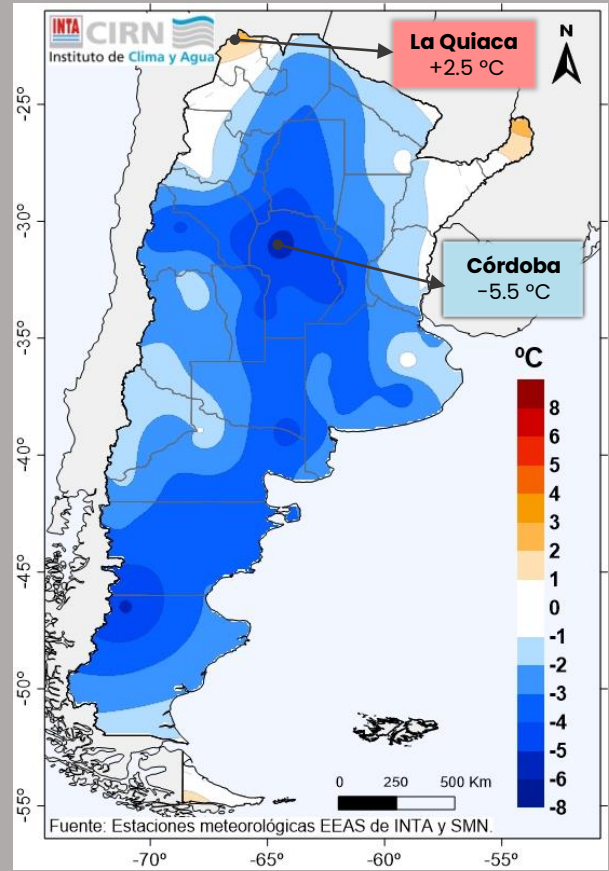 INTA
CIRN
Instituto de Clima y Agua
La Quiaca
+2.5 °C
N
Córdoba
-5.5 °C
-25°
-30°
-35°
-40°
-45°
-50°
-55°
ºC
8
6
5
4
3
2
1
0
-1
-2
-3
-4
-5
-6
-8
0 250 500 Km
Fuente: Estaciones meteorológicas EEAS de INTA y SMN.
-70° -65° -60° -55°